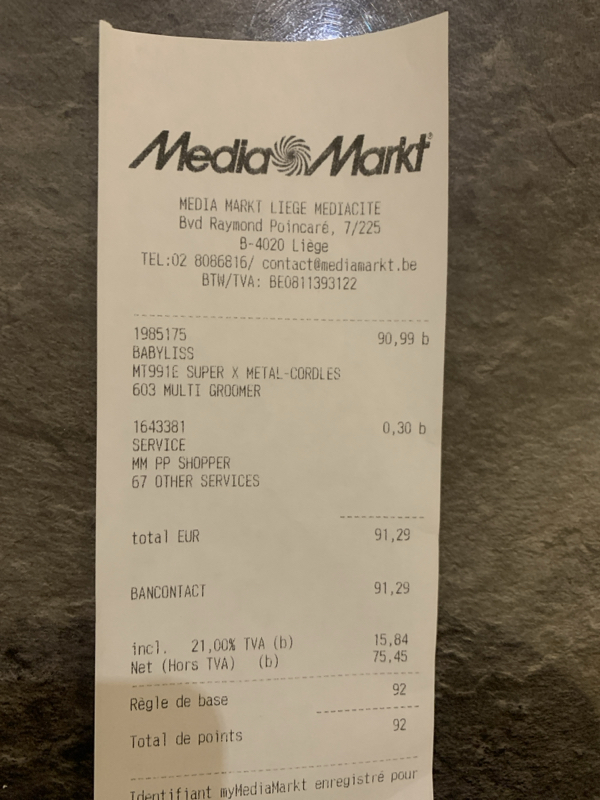 Media Markt®
MEDIA MARKT LIEGE MEDIACITE
Bvd Raymond Poincaré, 7/225
B-4020 Liège
TEL:02 8086816/ contact@mediamarkt.be
BTW/TVA: BE0811393122
1985175 90,99 b
BABYLISS
MT991E SUPER X METAL-CORDLES
603 MULTI GROOMER
1643381 0,30 b
SERVICE
MM PP SHOPPER
67 OTHER SERVICES
total EUR 91,29
BANCONTACT 91,29
incl. 21,00% TVA (b) 15,84
Net (Hors TVA) (b) 75,45
Règle de base 92
Total de points 92
Identifiant myMediaMarkt enregistré pour